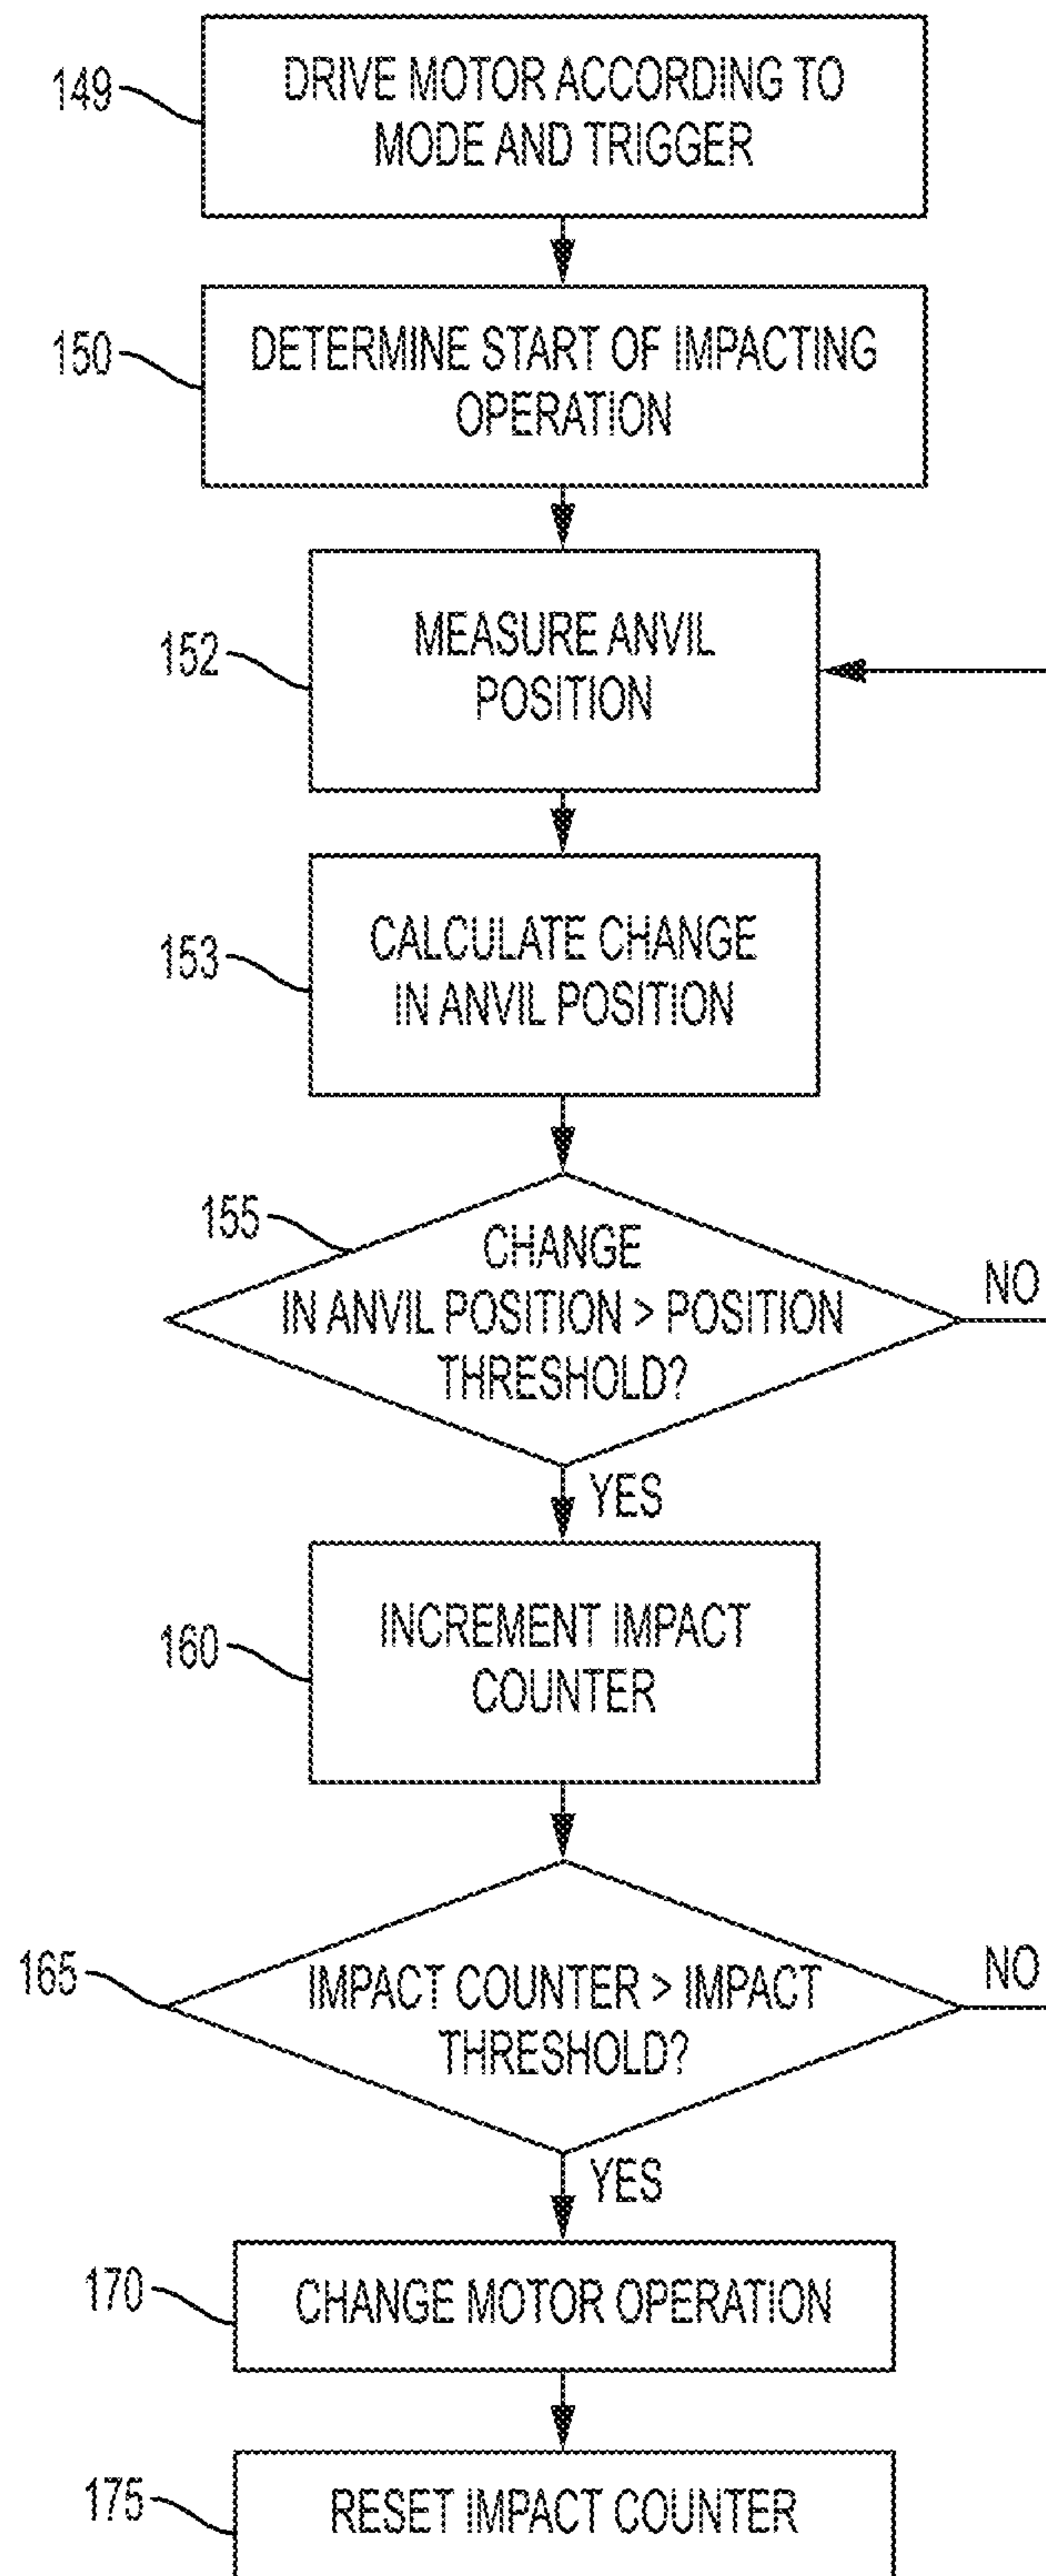 149
DRIVE MOTOR ACCORDING TO
MODE AND TRIGGER
150
DETERMINE START OF IMPACTING
OPERATION
152
MEASURE ANVIL
POSITION
153
CALCULATE CHANGE
IN ANVIL POSITION
155
CHANGE
IN ANVIL POSITION > POSITION
THRESHOLD?
NO
YES
160
INCREMENT IMPACT
COUNTER
165
IMPACT COUNTER > IMPACT
THRESHOLD?
NO
YES
170
CHANGE MOTOR OPERATION
175
RESET IMPACT COUNTER